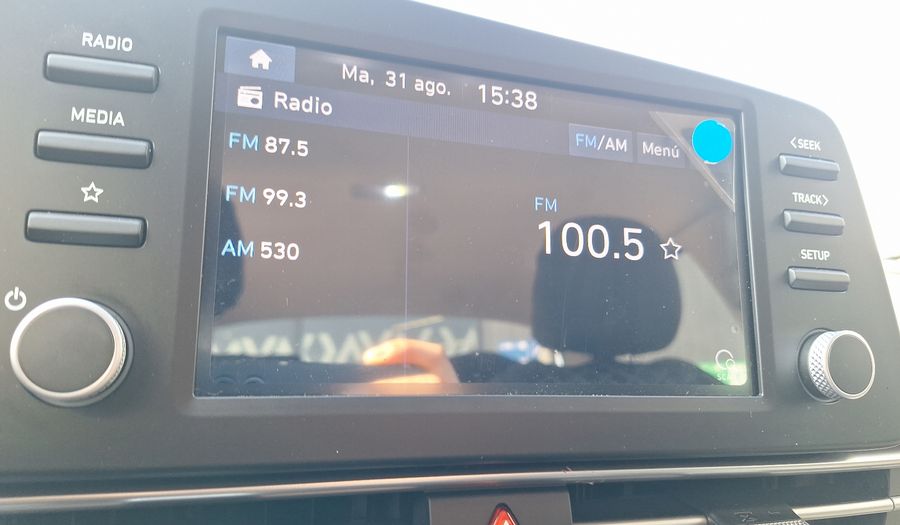 RADIO
MEDIA
Ma, 31 ago. 15:38
Radio
FM/AM Menú
FM 87.5
FM 99.3
AM 530
FM
100.5
<SEEK
TRACK>
SETUP